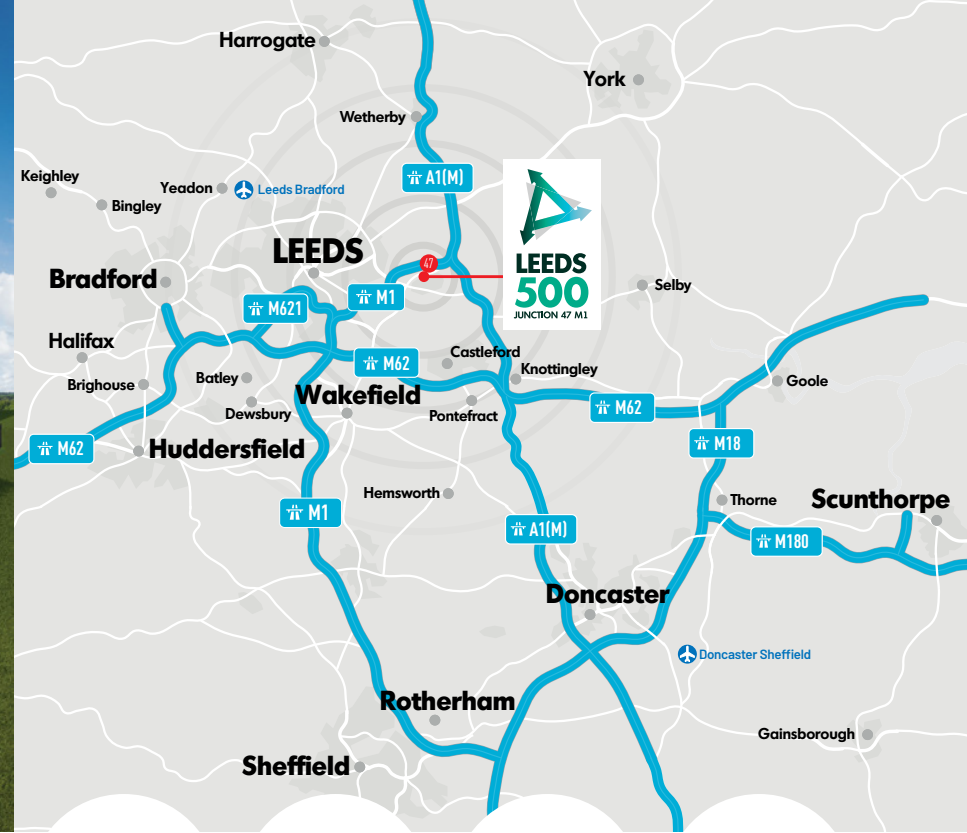 Harrogate
York
Wetherby
Keighley
Yeadon
Leeds Bradford
A1(M)
Bingley
LEEDS
47
LEEDS
500
JUNCTION 47 M1
Bradford
M621
M1
Selby
Halifax
Castleford
M62
Knottingley
Brighouse
Batley
Goole
Wakefield
Dewsbury
Pontefract
M62
M62
Huddersfield
M18
Hemsworth
Thorne
Scunthorpe
M1
A1(M)
M180
Doncaster
Doncaster Sheffield
Rotherham
Gainsborough
Sheffield